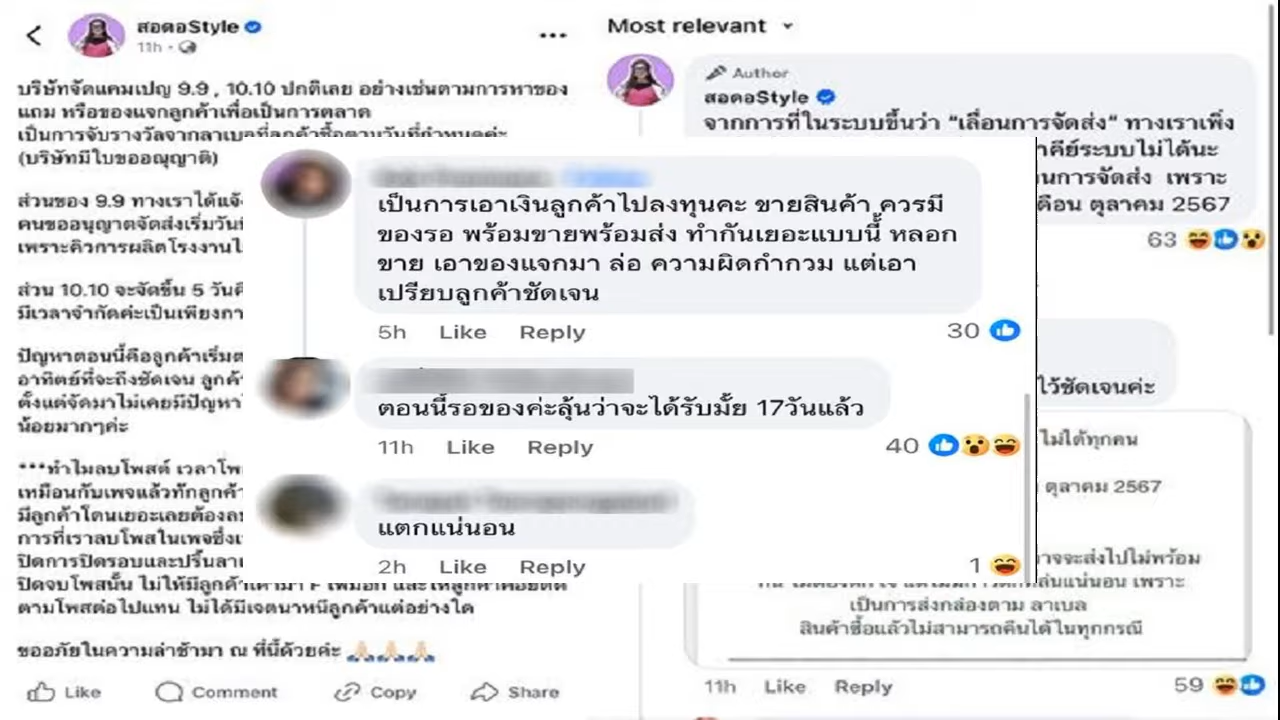 สอดอStyle
11h
บริษัทจัดแคมเปญ 9.9 , 10.10 ปกติเลย อย่างเช่นตามการหาของ
แถม หรือของแจกลูกค้าเพื่อเป็นการตลาด
เป็นการจับรางวัลจากลาเบลที่ลูกค้าซื้อตามวันที่กำหนดค่ะ
(บริษัทมีใบขออณุญาติ)
ส่วนของ 9.9 ทางเราได้แจ้
คนขออนุญาตจัดส่งเริ่มวันที่
เพราะคิวการผลิตโรงงานไ
ส่วน 10.10 จะจัดขึ้น 5 วัน
มีเวลาจำกัดค่ะเป็นเพียงกา
ปัญหาตอนนี้คือลูกค้าเริ่ม
อาทิตย์ที่จะถึงชัดเจน ลูกค้า
ตั้งแต่จัดมาไม่เคยมีปัญหา
น้อยมากๆค่ะ
***ทำไมลบโพสต์ เวลาโพ
เหมือนกับเพจแล้วทักลูกค้า
มีลูกค้าโดนเยอะเลยต้องลบ
การที่เราลบโพสในเพจซึ่ง
ปิดการปิดรอบและปริ้นลา
ปิดจบโพสนั้น ไม่ให้มีลูกค้า
ตามโพสต่อไปแทน ไม่ได้มีเจตนาหนีลูกค้าแต่อย่างใด
ขออภัยในความล่าช้ามา ณ ที่นี้ด้วยค่ะ 🙏🏻🙏🏻🙏🏻
Like Comment Copy Share
เป็นการเอาเงินลูกค้าไปลงทุนคะ ขายสินค้า ควรมี
ของรอ พร้อมขายพร้อมส่ง ทำกันเยอะแบบนี้ หลอก
ขาย เอาของแจกมา ล่อ ความผิดกำกวม แต่เอา
เปรียบลูกค้าชัดเจน
5h Like Reply 30
ตอนนี้รอของค่ะลุ้นว่าจะได้รับมั้ย 17วันแล้ว
11h Like Reply 40
แตกแน่นอน
2h Like Reply 1
Most relevant
Author
สอดอStyle
จากการที่ในระบบขึ้นว่า “เลื่อนการจัดส่ง” ทางเราเพิ่ง
คีย์ระบบไม่ได้นะ
นการจัดส่ง เพราะ
ดือน ตุลาคม 2567
63
ไว้ชัดเจนค่ะ
ไม่ได้ทุกคน
ตุลาคม 2567
าจจะส่งไปไม่พร้อม
ล่นแน่นอน เพราะ
เป็นการส่งกล่องตาม ลาเบล
สินค้าซื้อแล้วไม่สามารถคืนได้ในทุกกรณี
11h Like Reply 59